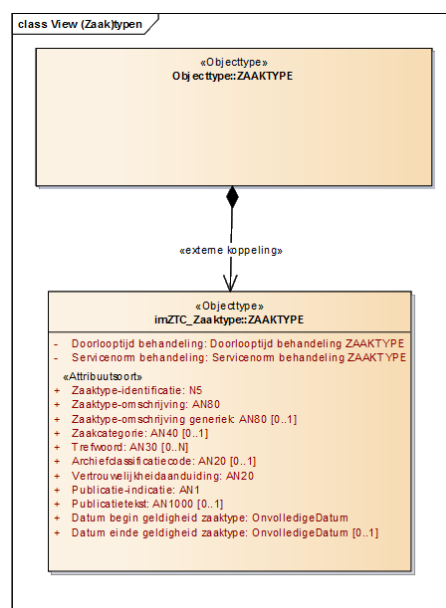 class View (Zaak)typen
«Objecttype»
Objecttype::ZAAKTYPE
«externe koppeling»
«Objecttype»
imZTC_Zaaktype::ZAAKTYPE
- Doorlooptijd behandeling: Doorlooptijd behandeling ZAAKTYPE
- Servicenorm behandeling: Servicenorm behandeling ZAAKTYPE
«Attribuutsoort»
+ Zaaktype-identificatie: N5
+ Zaaktype-omschrijving: AN80
+ Zaaktype-omschrijving generiek: AN80 [0..1]
+ Zaakcategorie: AN40 [0..1]
+ Trefwoord: AN30 [0..N]
+ Archiefclassificatiecode: AN20 [0..1]
+ Vertrouwelijkheidaanduiding: AN20
+ Publicatie-indicatie: AN1
+ Publicatietekst: AN1000 [0..1]
+ Datum begin geldigheid zaaktype: OnvolledigeDatum
+ Datum einde geldigheid zaaktype: OnvolledigeDatum [0..1]